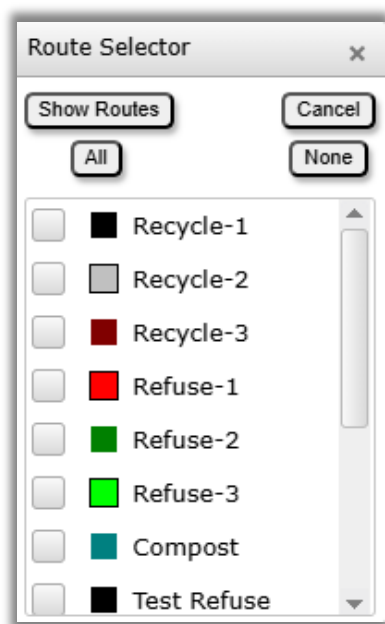 Route Selector ×
Show Routes Cancel
All None
Recycle-1
Recycle-2
Recycle-3
Refuse-1
Refuse-2
Refuse-3
Compost
Test Refuse